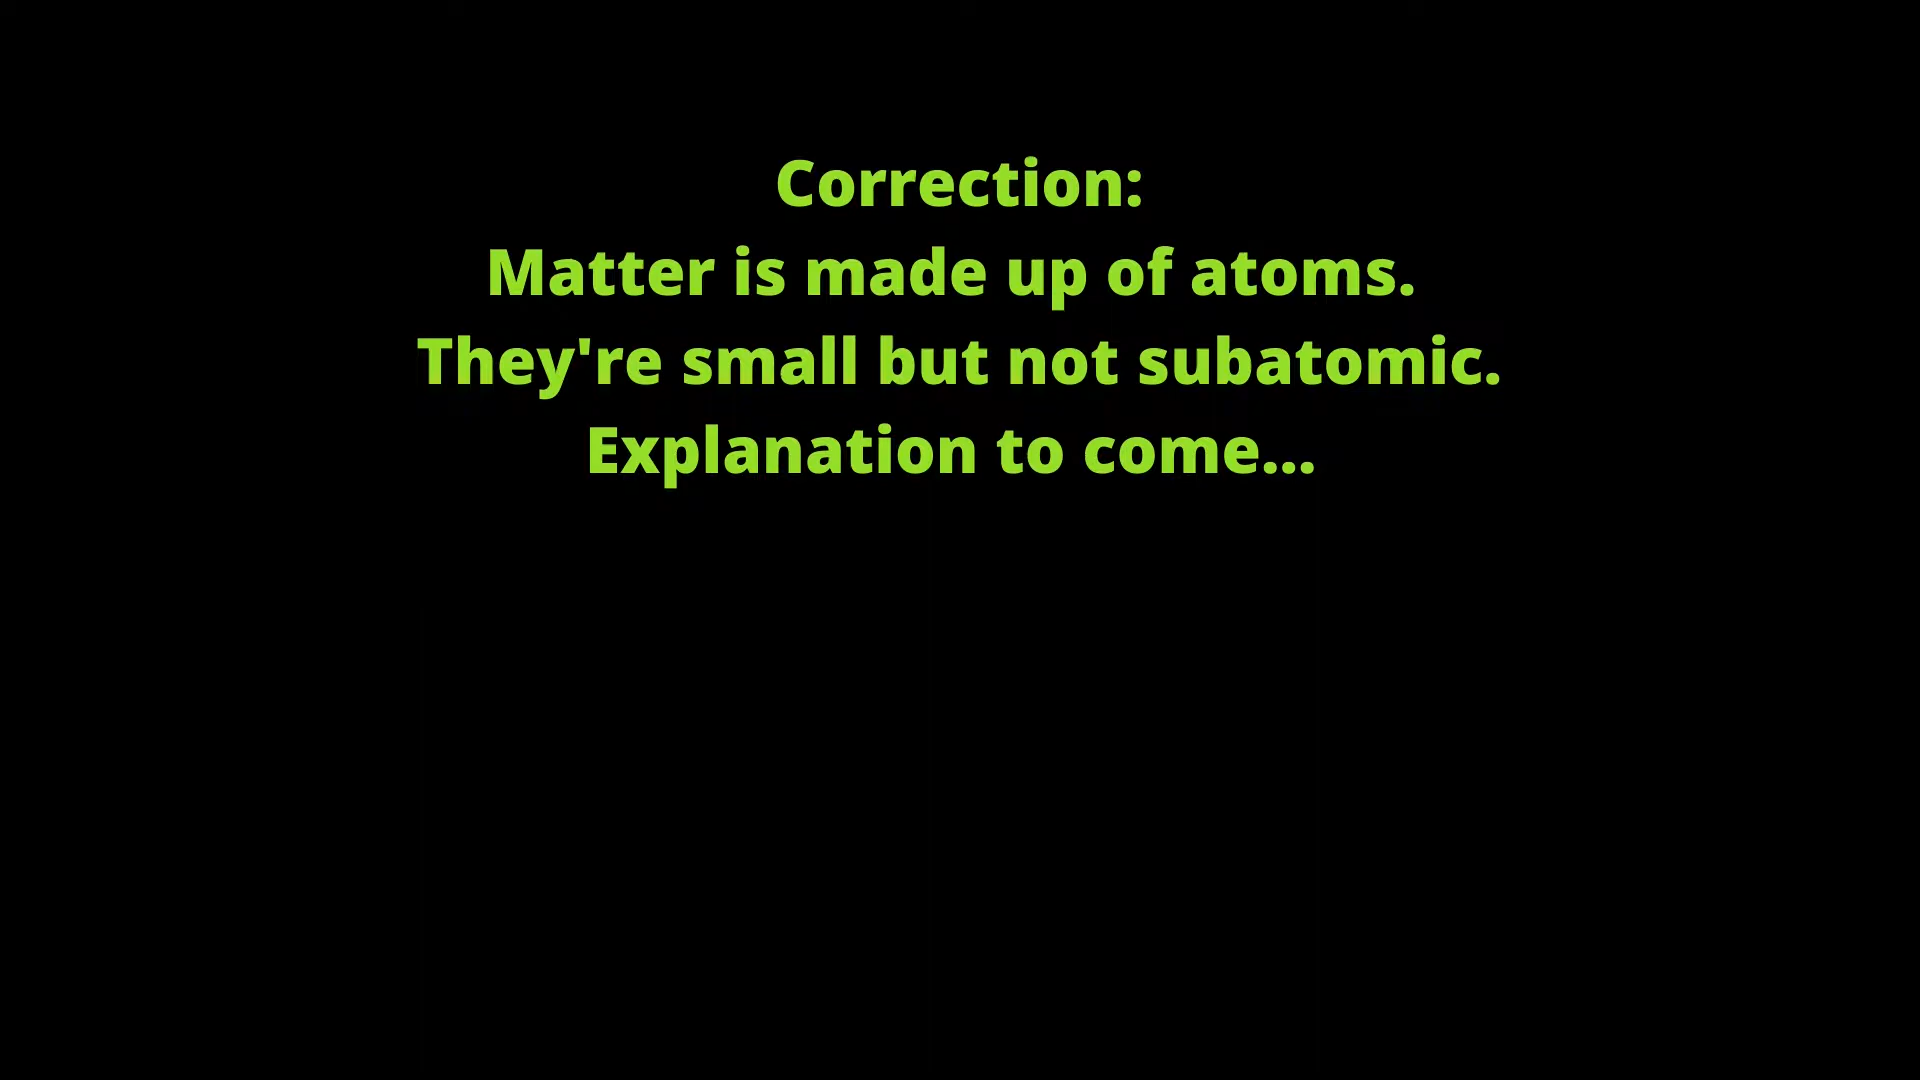 Correction:
Matter is made up of atoms.
They're small but not subatomic.
Explanation to come...